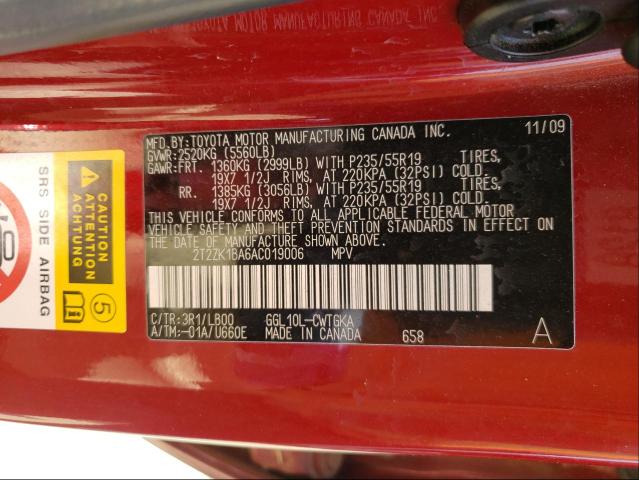 MFD.BY:TOYOTA MOTOR MANUFACTURING CANADA INC. 11/09
GVWR:2520KG (5560LB)
GAWR:FRT. 1360KG (2999LB) WITH P235/55R19 TIRES,
19X7 1/2J RIMS, AT 220KPA (32PSI) COLD.
RR. 1385KG (3056LB) WITH P235/55R19 TIRES,
19X7 1/2J RIMS, AT 220KPA (32PSI) COLD.
THIS VEHICLE CONFORMS TO ALL APPLICABLE FEDERAL MOTOR
VEHICLE SAFETY AND THEFT PREVENTION STANDARDS IN EFFECT ON
THE DATE OF MANUFACTURE SHOWN ABOVE.
2T2ZK1BA6AC019006 MPV
C/TR:3R1/LB00 GGL10L-CWTGKA
A/TM:-01A/U660E MADE IN CANADA 658 A
CAUTION
ATTENTION
ACHTUNG
5
SRS SIDE AIRBAG